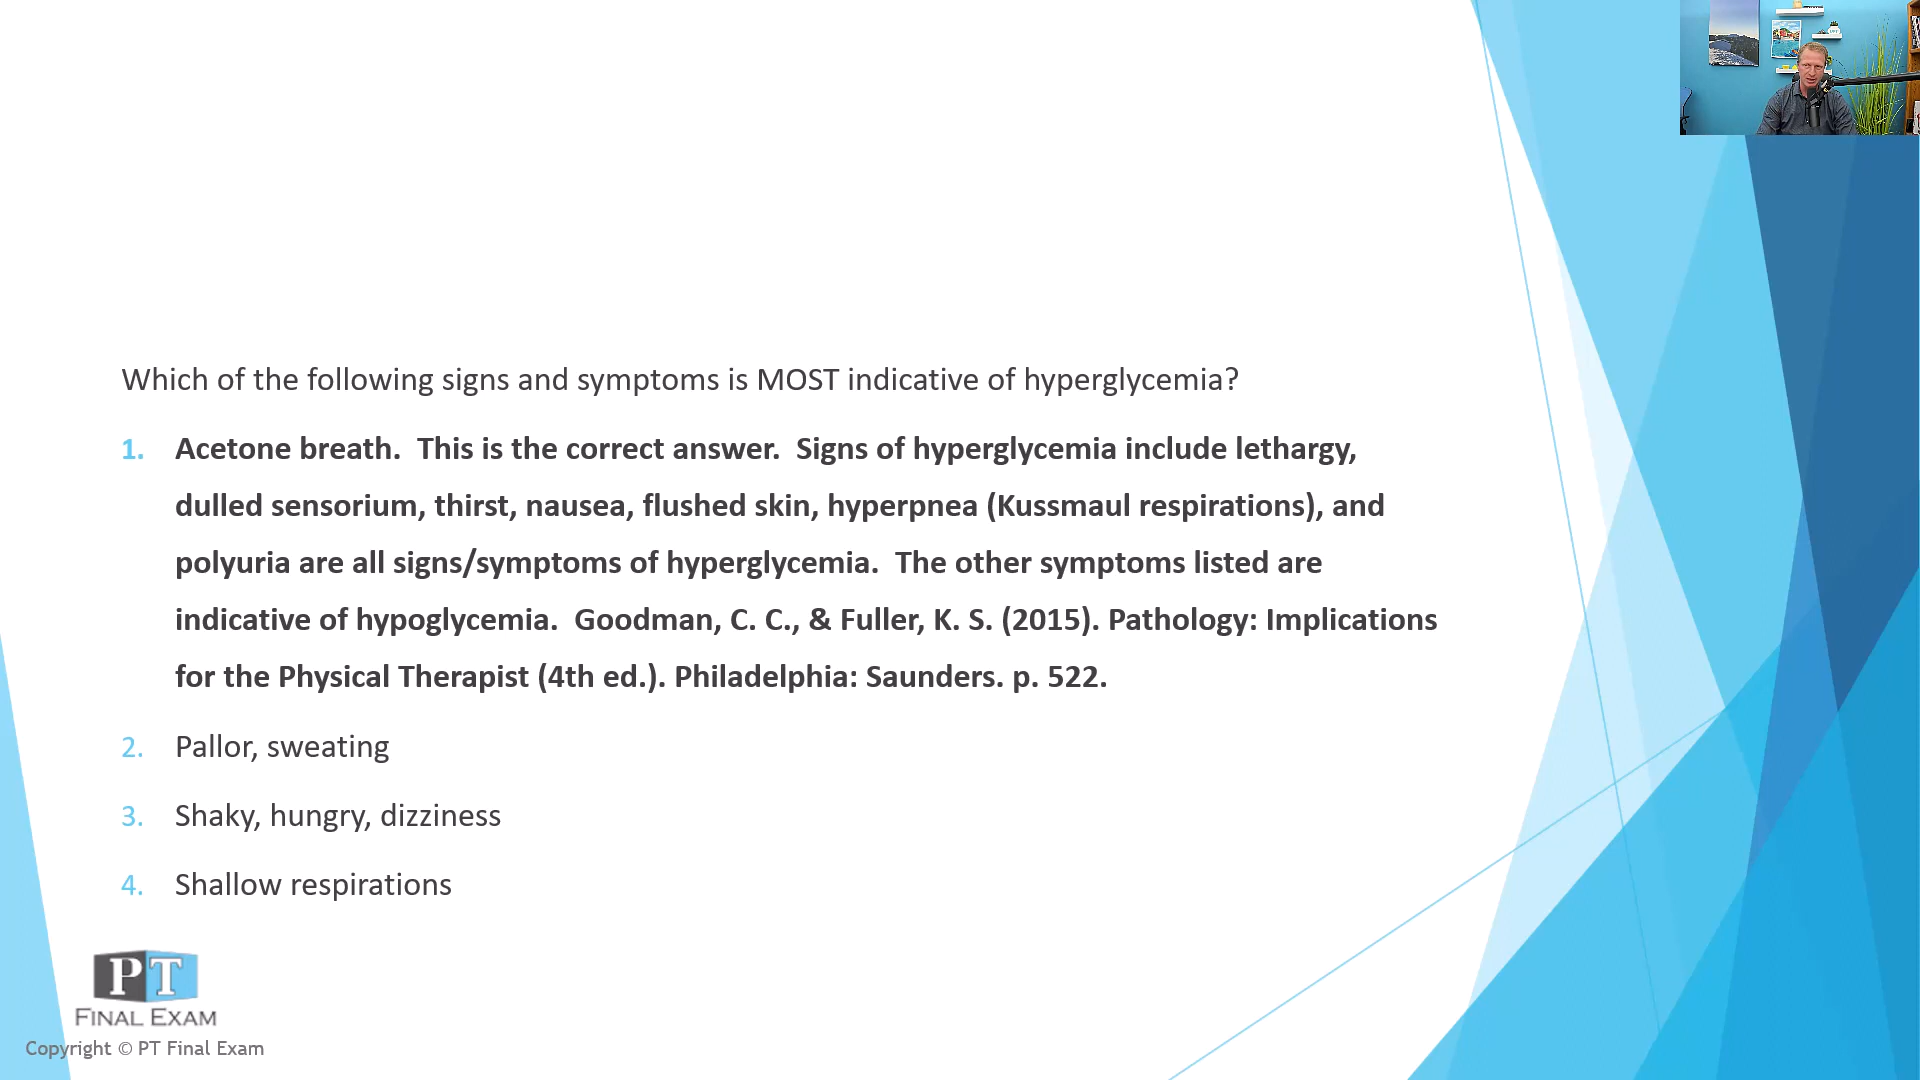 Which of the following signs and symptoms is MOST indicative of hyperglycemia?
1. Acetone breath.  This is the correct answer.  Signs of hyperglycemia include lethargy,
dulled sensorium, thirst, nausea, flushed skin, hyperpnea (Kussmaul respirations), and
polyuria are all signs/symptoms of hyperglycemia.  The other symptoms listed are
indicative of hypoglycemia.  Goodman, C. C., & Fuller, K. S. (2015). Pathology: Implications
for the Physical Therapist (4th ed.). Philadelphia: Saunders. p. 522.
2. Pallor, sweating
3. Shaky, hungry, dizziness
4. Shallow respirations
PT
FINAL EXAM
Copyright © PT Final Exam